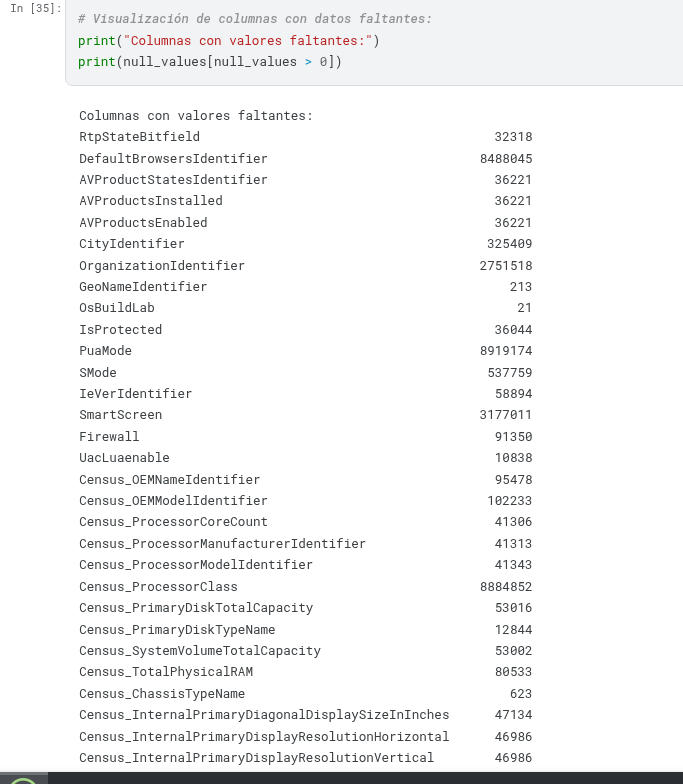 In [35]:
# Visualización de columnas con datos faltantes:
print("Columnas con valores faltantes:")
print(null_values[null_values > 0])
Columnas con valores faltantes:
RtpStateBitfield 32318
DefaultBrowsersIdentifier 8488045
AVProductStatesIdentifier 36221
AVProductsInstalled 36221
AVProductsEnabled 36221
CityIdentifier 325409
OrganizationIdentifier 2751518
GeoNameIdentifier 213
OsBuildLab 21
IsProtected 36044
PuaMode 8919174
SMode 537759
IeVerIdentifier 58894
SmartScreen 3177011
Firewall 91350
UacLuaenable 10838
Census_OEMNameIdentifier 95478
Census_OEMModelIdentifier 102233
Census_ProcessorCoreCount 41306
Census_ProcessorManufacturerIdentifier 41313
Census_ProcessorModelIdentifier 41343
Census_ProcessorClass 8884852
Census_PrimaryDiskTotalCapacity 53016
Census_PrimaryDiskTypeName 12844
Census_SystemVolumeTotalCapacity 53002
Census_TotalPhysicalRAM 80533
Census_ChassisTypeName 623
Census_InternalPrimaryDiagonalDisplaySizeInInches 47134
Census_InternalPrimaryDisplayResolutionHorizontal 46986
Census_InternalPrimaryDisplayResolutionVertical 46986